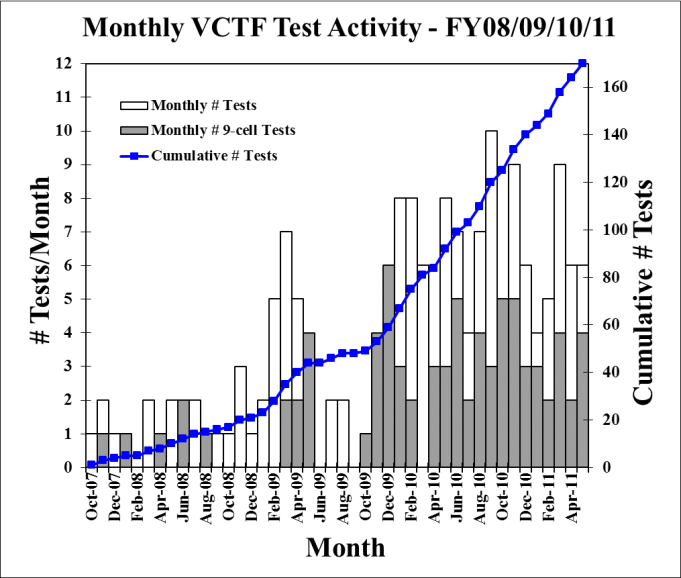 Monthly VCTF Test Activity - FY08/09/10/11
# Tests/Month
12
11
10
9
8
7
6
5
4
3
2
1
0
Monthly # Tests
Monthly # 9-cell Tests
Cumulative # Tests
160
140
120
100
80
60
40
20
0
Cumulative # Tests
Oct-07
Dec-07
Feb-08
Apr-08
Jun-08
Aug-08
Oct-08
Dec-08
Feb-09
Apr-09
Jun-09
Aug-09
Oct-09
Dec-09
Feb-10
Apr-10
Jun-10
Aug-10
Oct-10
Dec-10
Feb-11
Apr-11
Month